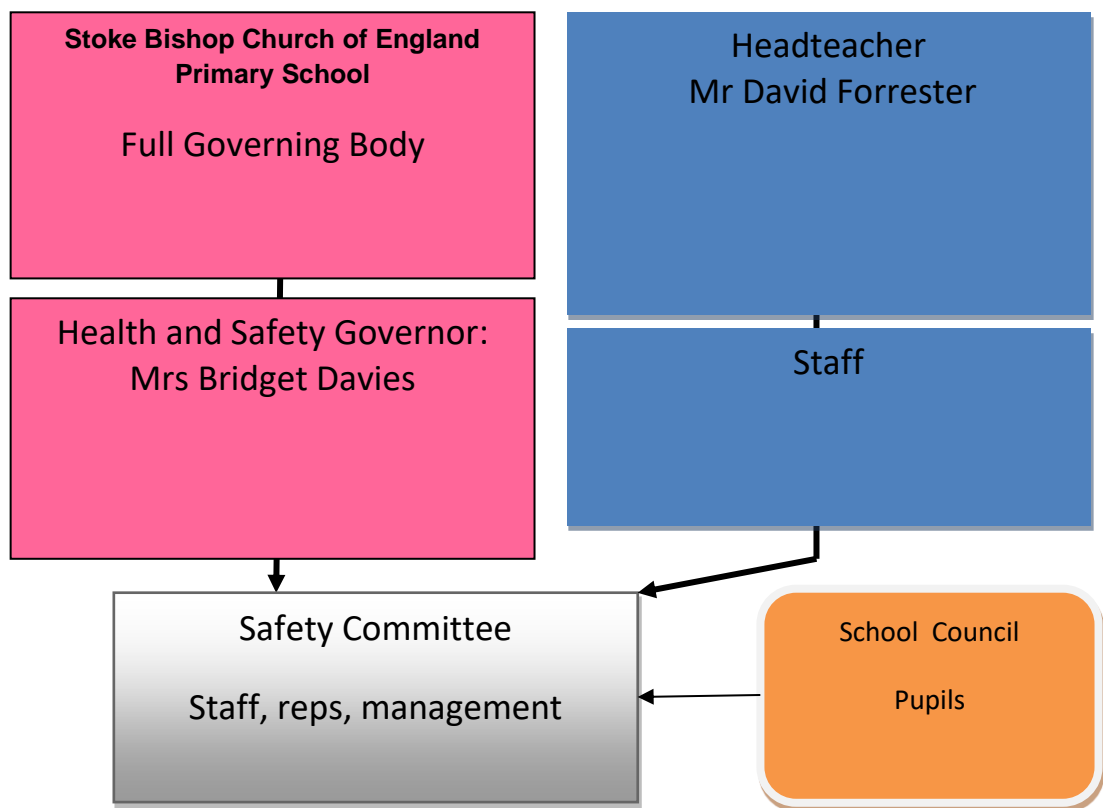 Stoke Bishop Church of England
Primary School
Full Governing Body
Headteacher
Mr David Forrester
Health and Safety Governor:
Mrs Bridget Davies
Staff
Safety Committee
Staff, reps, management
School Council
Pupils